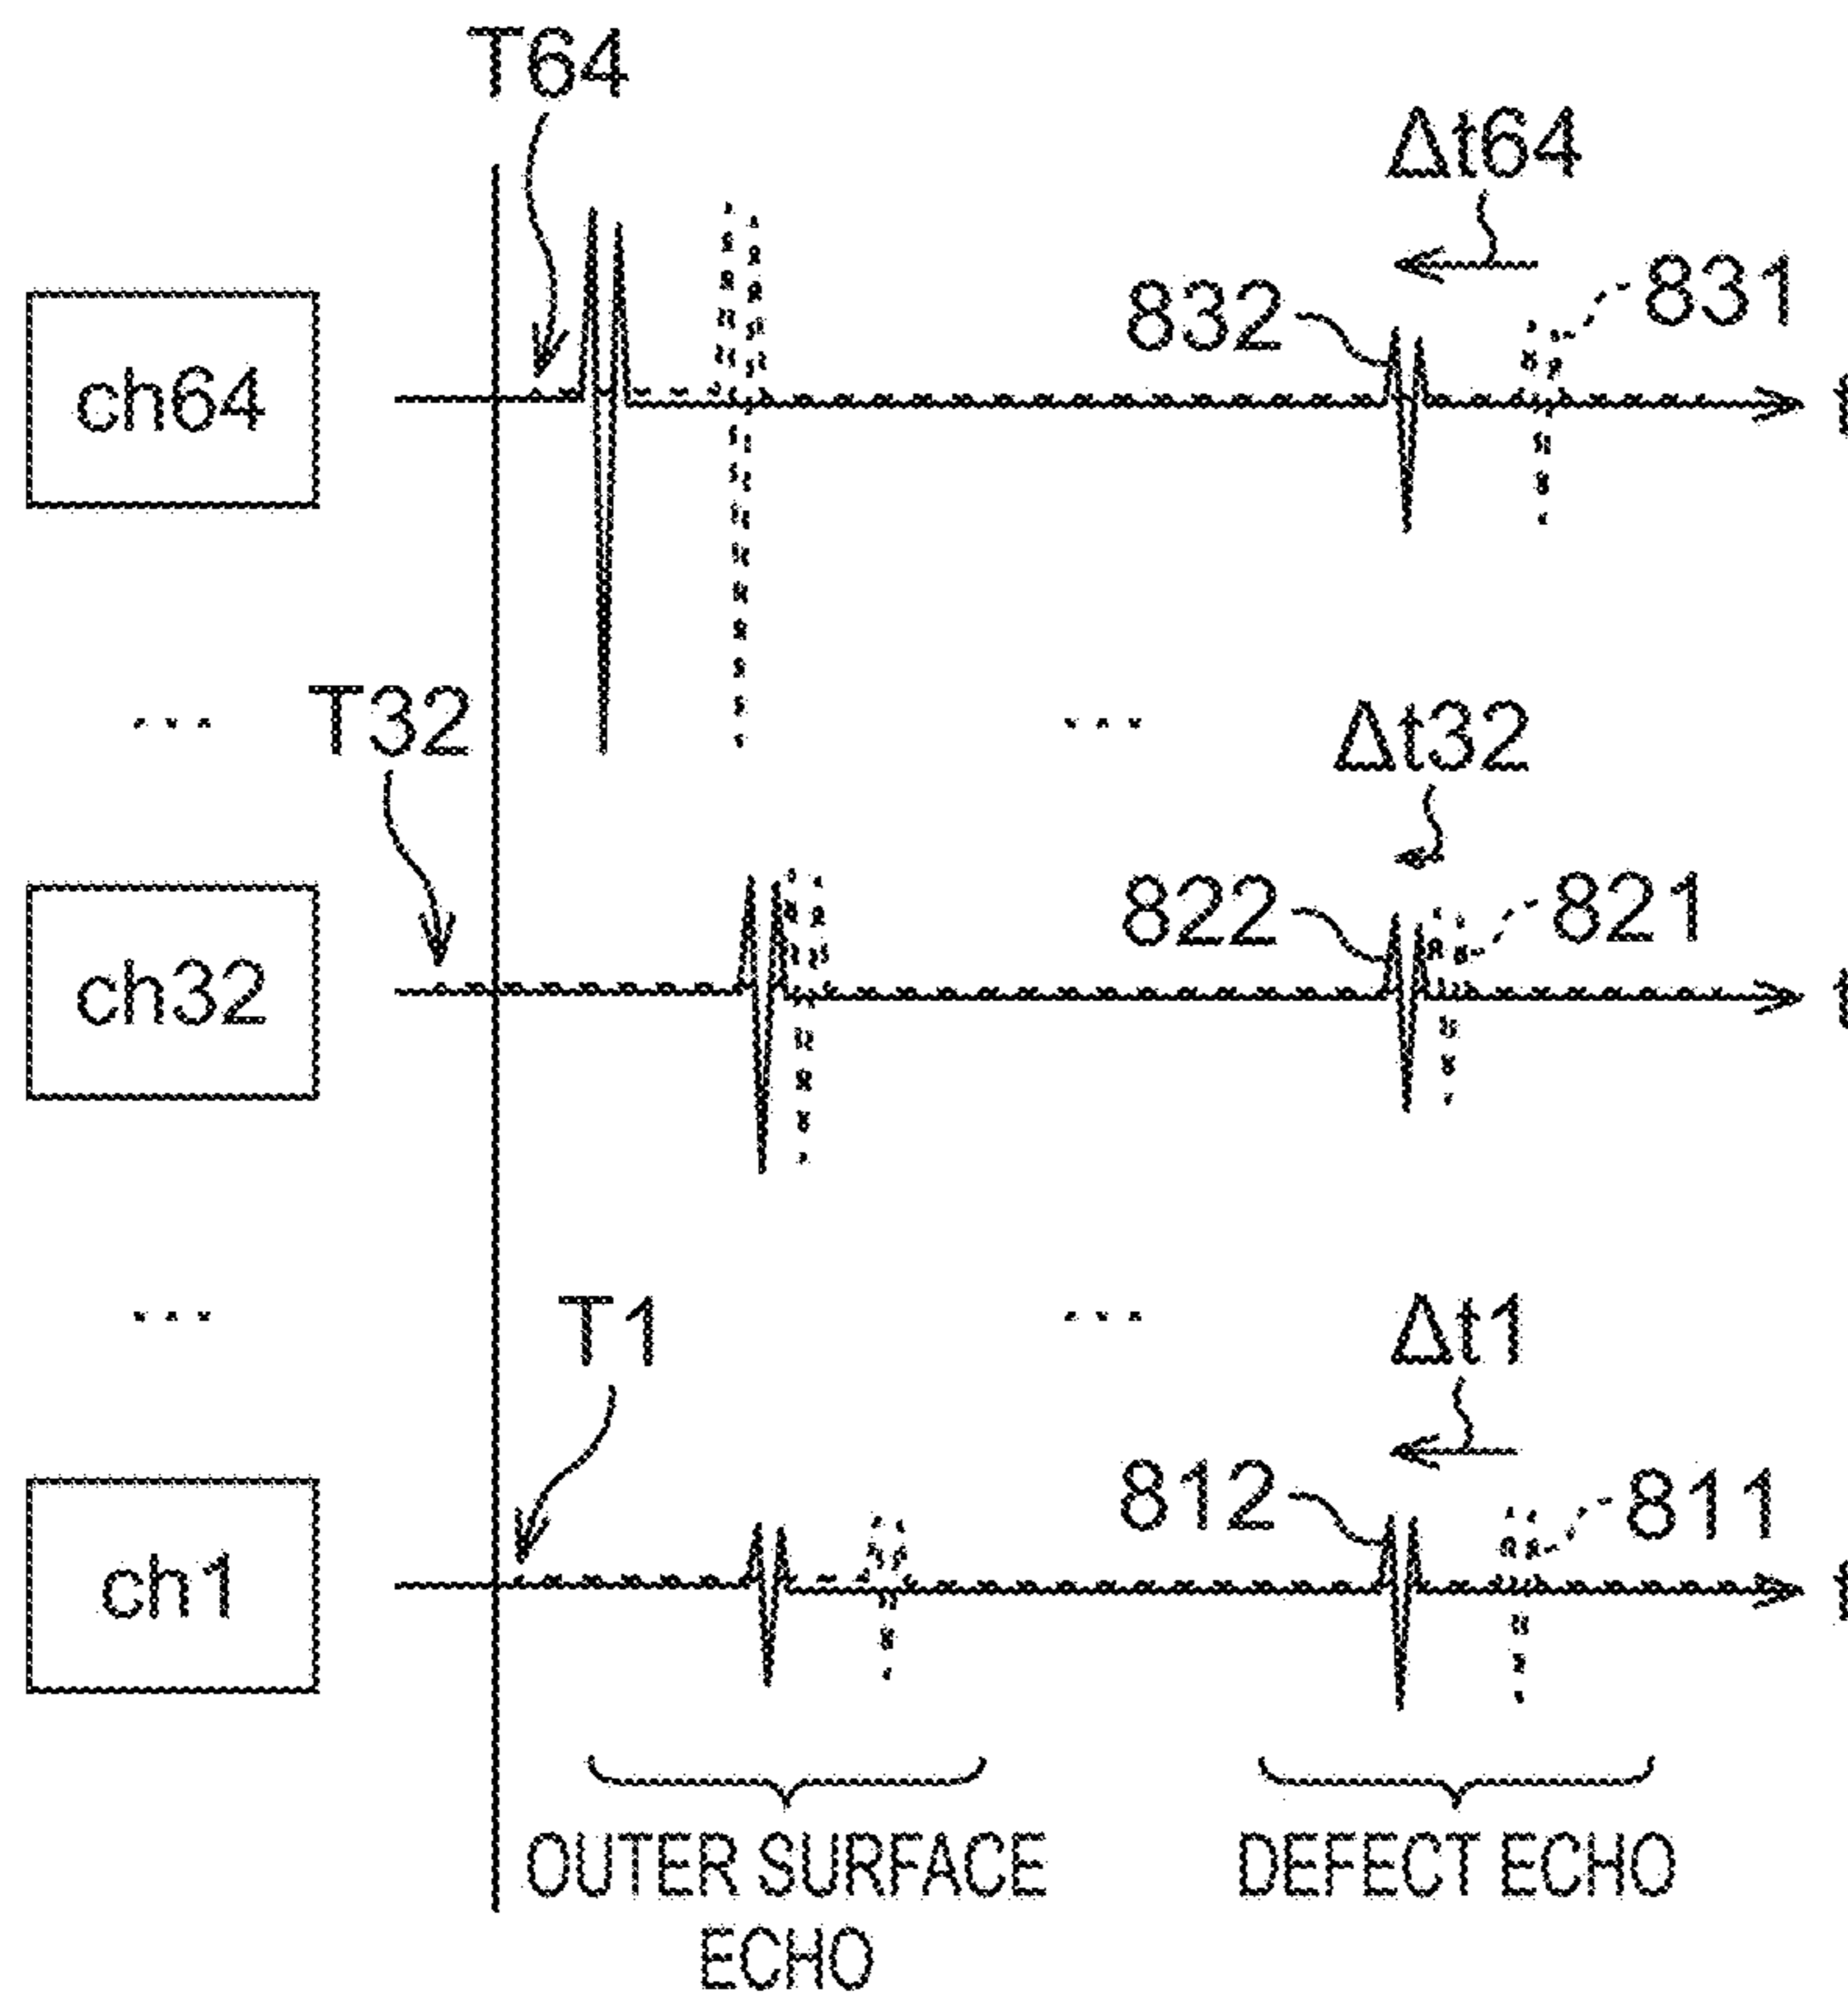 T64
Δt64
832
831
ch64
t
...
T32
...
Δt32
822
821
ch32
t
...
T1
...
Δt1
812
811
ch1
t
OUTER SURFACE
ECHO
DEFECT ECHO